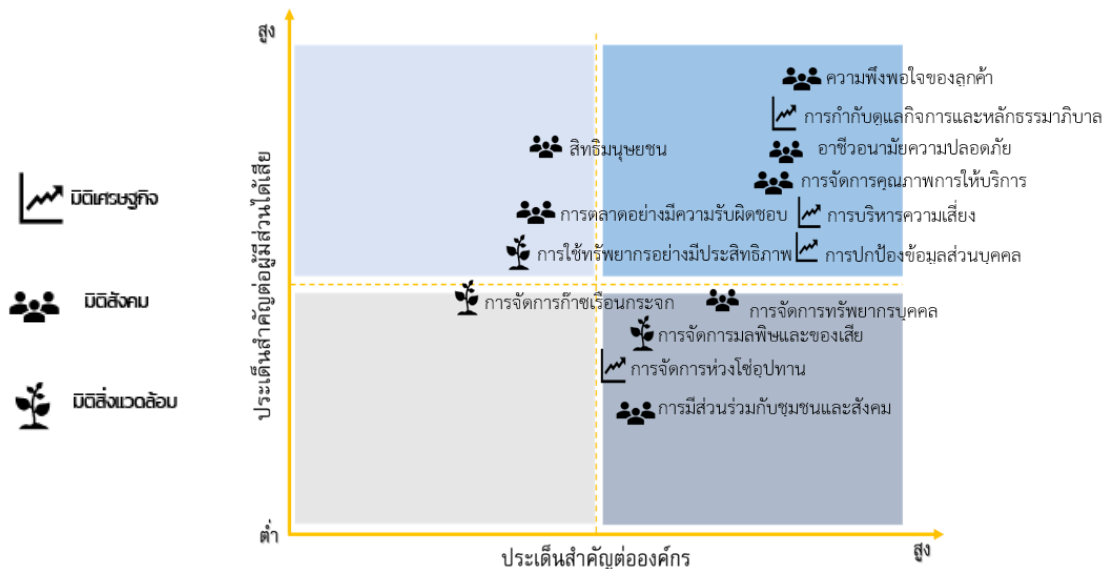 สูง
ความพึงพอใจของลูกค้า
การกำกับดูแลกิจการและหลักธรรมาภิบาล
สิทธิมนุษยชน
อาชีวอนามัยความปลอดภัย
การจัดการคุณภาพการให้บริการ
มิติเศรษฐกิจ
การตลาดอย่างมีความรับผิดชอบ
การบริหารความเสี่ยง
การใช้ทรัพยากรอย่างมีประสิทธิภาพ
การปกป้องข้อมูลส่วนบุคคล
ประเด็นสำคัญต่อผู้มีส่วนได้เสีย
มิติสังคม
การจัดการก๊าซเรือนกระจก
การจัดการทรัพยากรบุคคล
การจัดการมลพิษและของเสีย
การจัดการห่วงโซ่อุปทาน
มิติสิ่งแวดล้อม
การมีส่วนร่วมกับชุมชนและสังคม
ต่ำ
ประเด็นสำคัญต่อองค์กร
สูง